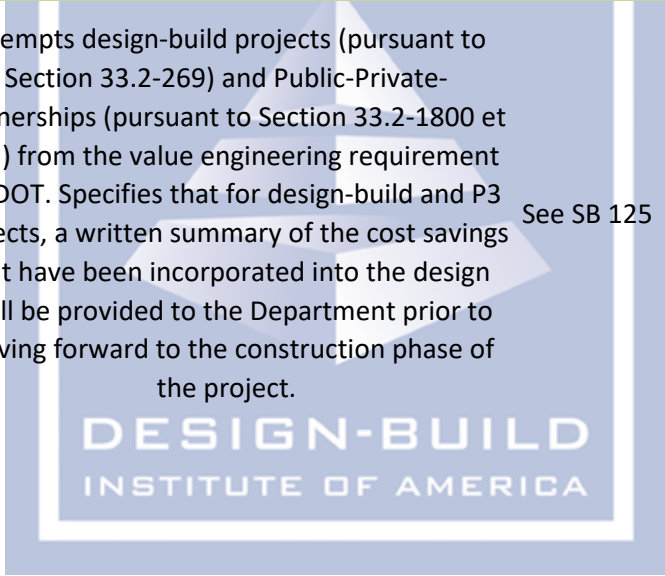 empts design-build projects (pursuant to
Section 33.2-269) and Public-Private-
nerships (pursuant to Section 33.2-1800 et
) from the value engineering requirement
DOT. Specifies that for design-build and P3
ects, a written summary of the cost savings
t have been incorporated into the design
ll be provided to the Department prior to
ving forward to the construction phase of
the project.
See SB 125
DESIGN-BUILD
INSTITUTE OF AMERICA